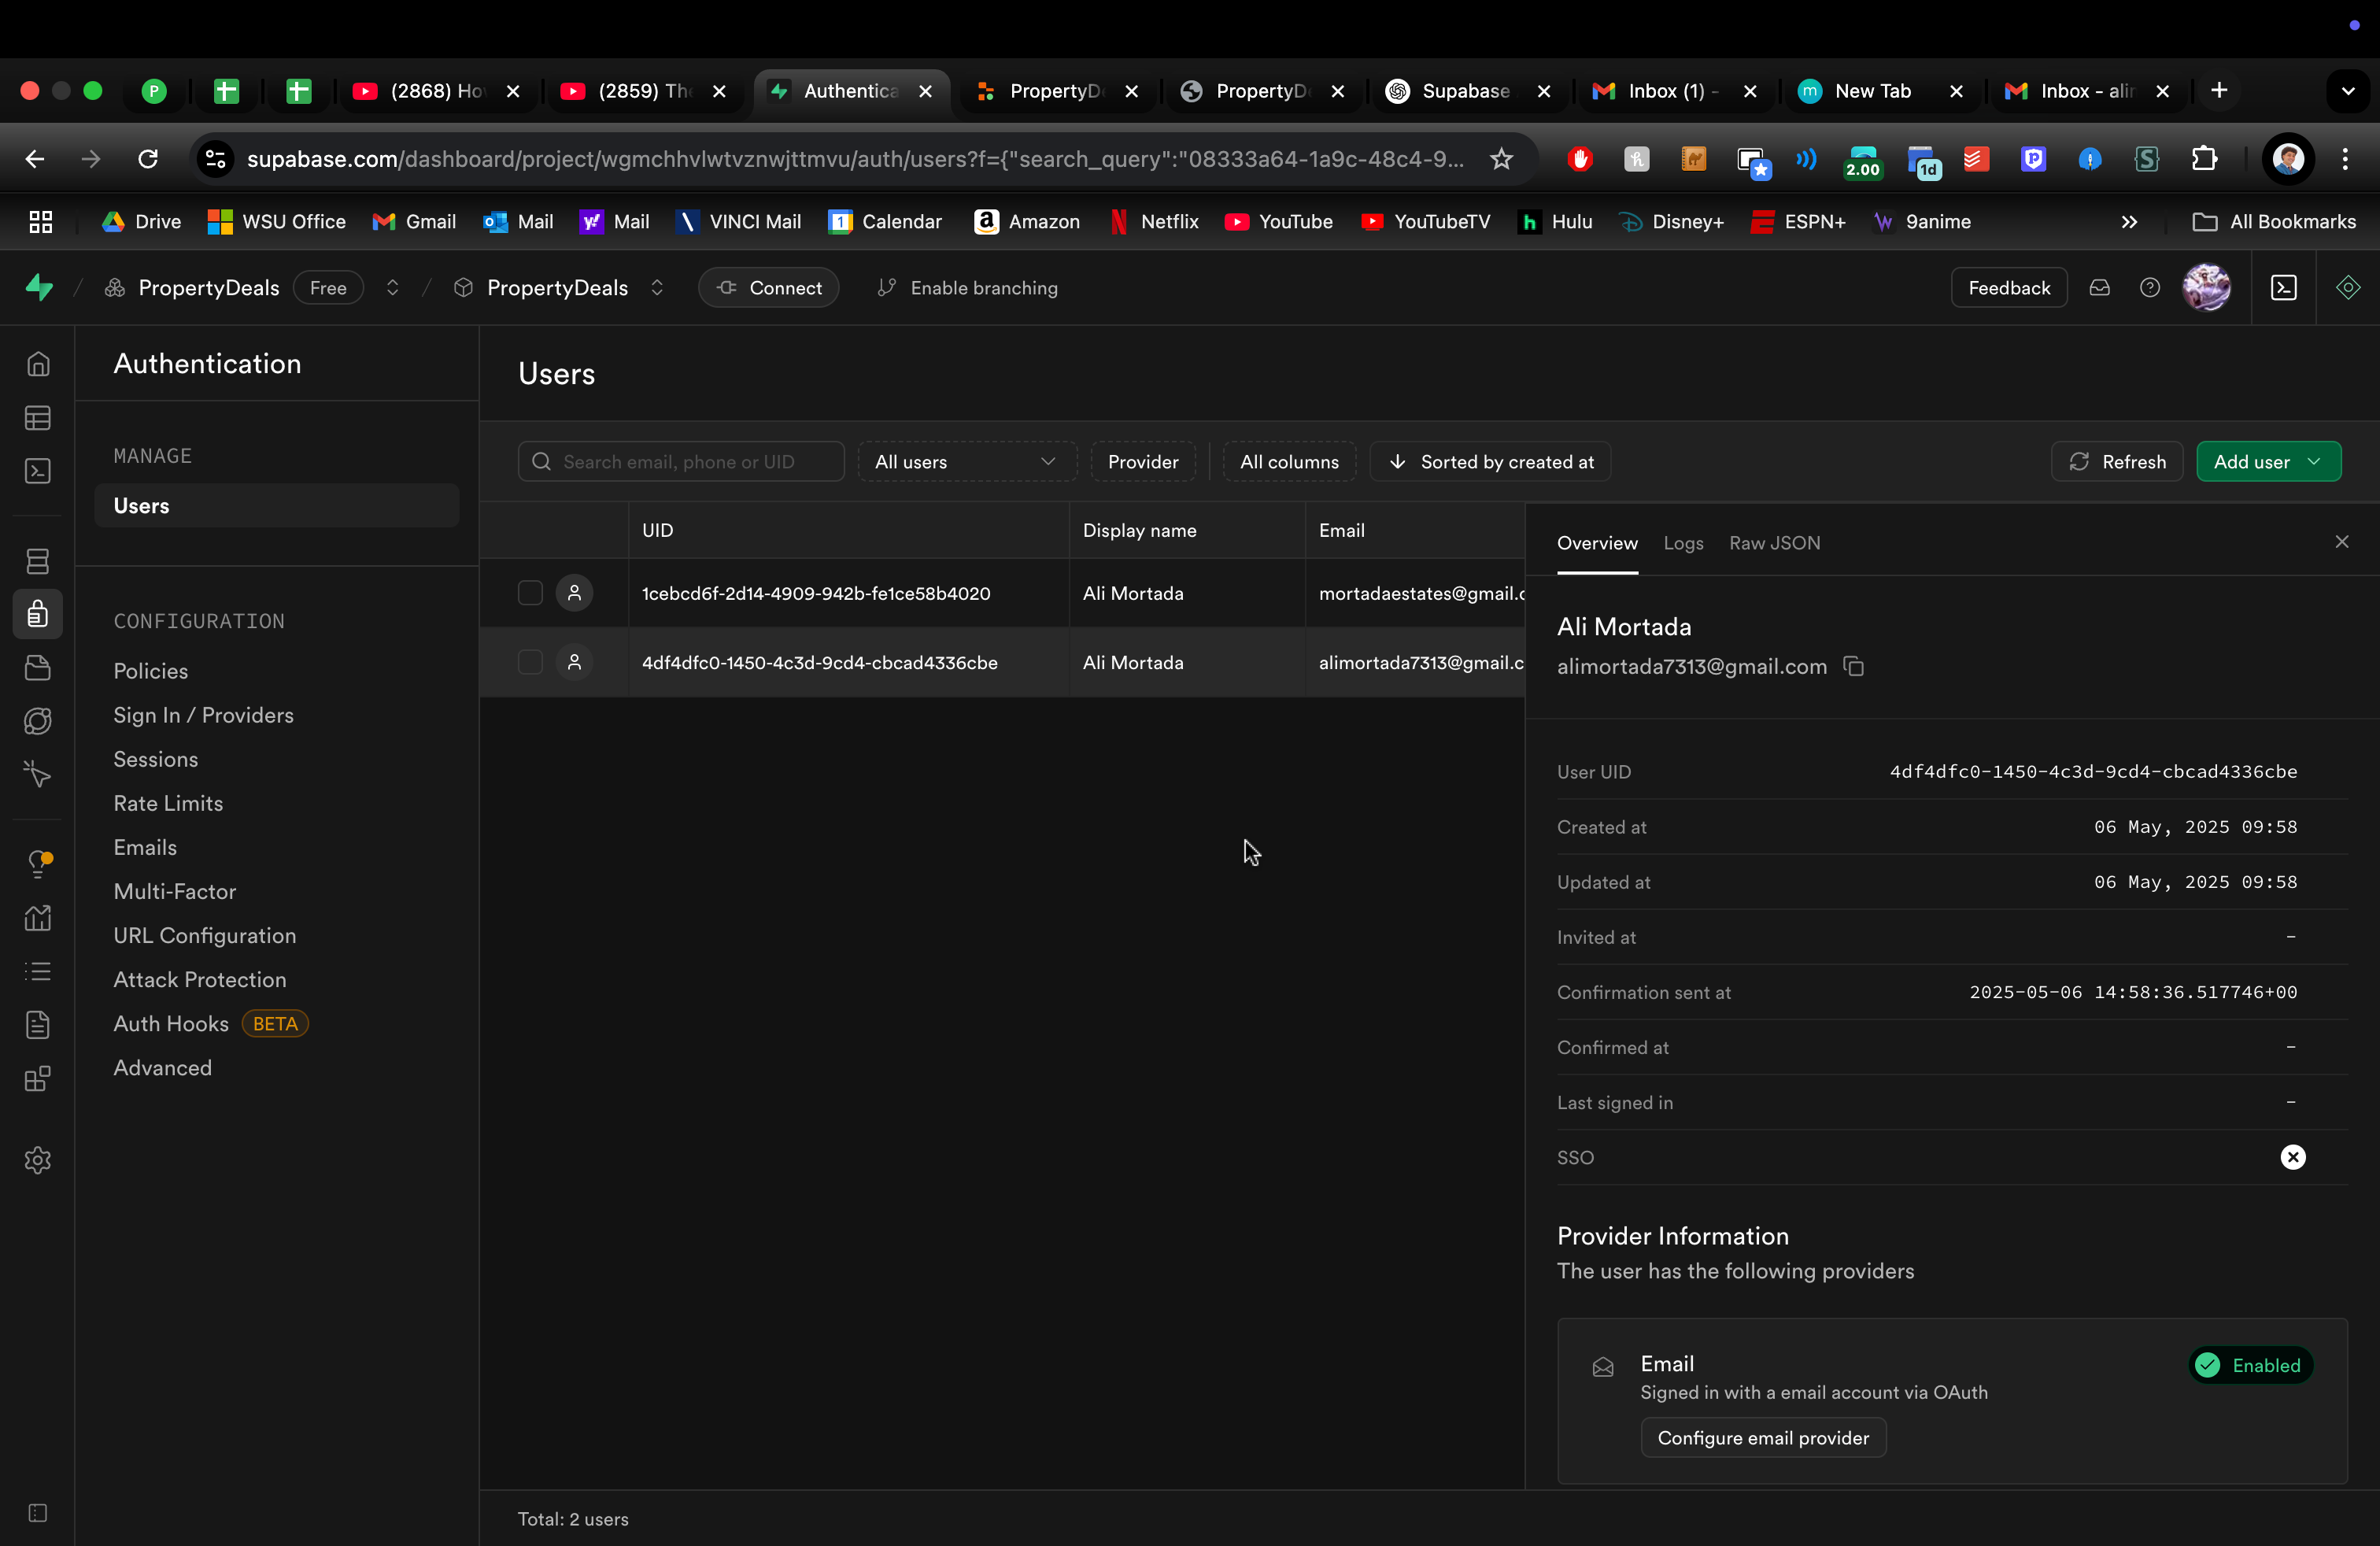 P
(2868) Ho
(2859) The
Authentica
PropertyD
PropertyD
Supabase
Inbox (1) -
m
New Tab
Inbox - ali
supabase.com/dashboard/project/wgmchhvlwtvznwjttmvu/auth/users?f={"search_query":"08333a64-1a9c-48c4-9...
2.00
1d
Drive
WSU Office
Gmail
Mail
Mail
VINCI Mail
Calendar
Amazon
Netflix
YouTube
YouTubeTV
Hulu
Disney+
ESPN+
9anime
All Bookmarks
/ PropertyDeals Free / PropertyDeals
Connect
Enable branching
Feedback
Authentication
MANAGE
Users
CONFIGURATION
Policies
Sign In / Providers
Sessions
Rate Limits
Emails
Multi-Factor
URL Configuration
Attack Protection
Auth Hooks BETA
Advanced
Users
Search email, phone or UID
All users
Provider
All columns
Sorted by created at
Refresh
Add user
UID Display name Email
1cebcd6f-2d14-4909-942b-fe1ce58b4020 Ali Mortada mortadaestates@gmail.c
4df4dfc0-1450-4c3d-9cd4-cbcad4336cbe Ali Mortada alimortada7313@gmail.c
Total: 2 users
Overview Logs Raw JSON
Ali Mortada
alimortada7313@gmail.com
User UID 4df4dfc0-1450-4c3d-9cd4-cbcad4336cbe
Created at 06 May, 2025 09:58
Updated at 06 May, 2025 09:58
Invited at -
Confirmation sent at 2025-05-06 14:58:36.517746+00
Confirmed at -
Last signed in -
SSO
Provider Information
The user has the following providers
Email
Enabled
Signed in with a email account via OAuth
Configure email provider